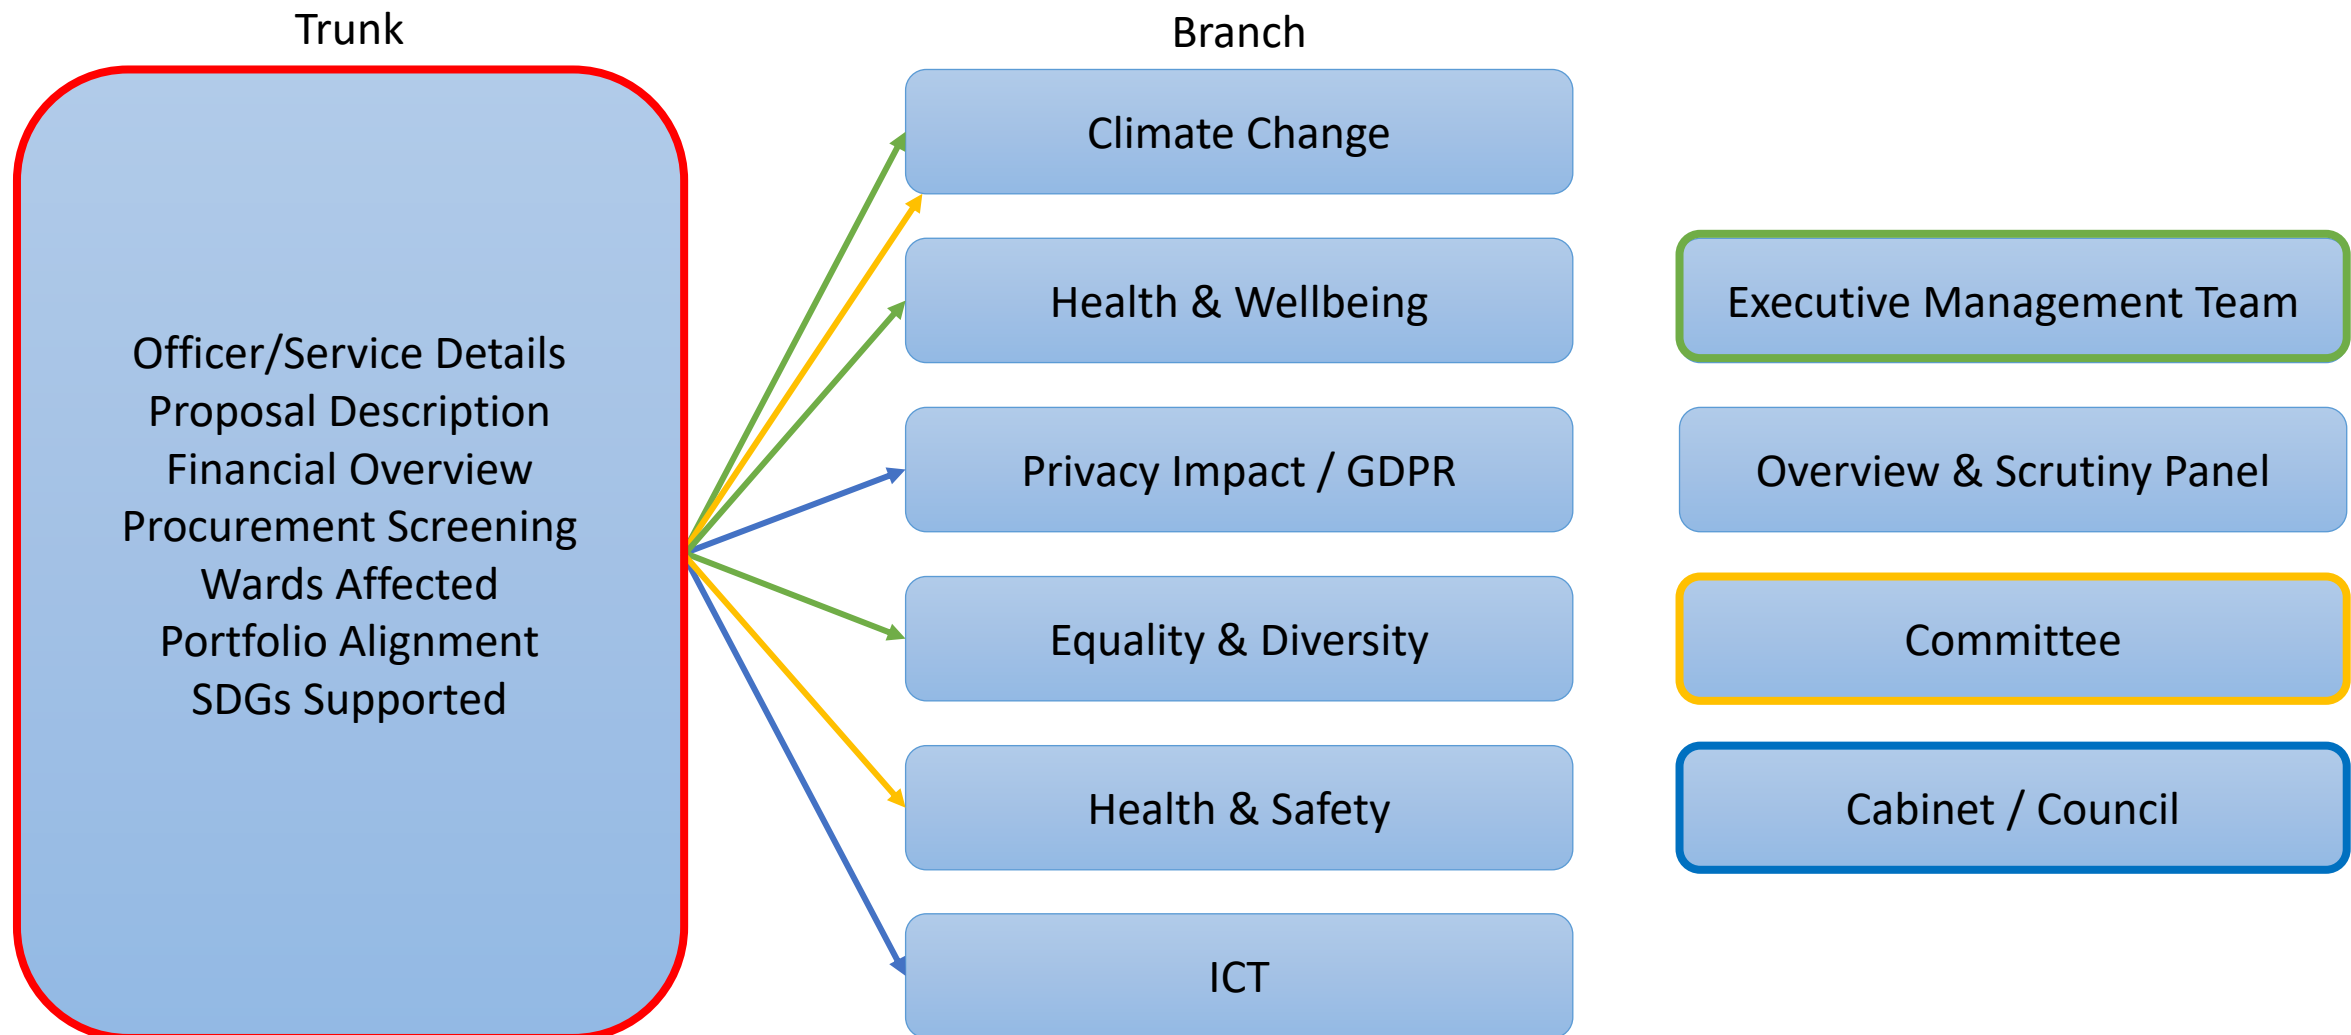 Trunk
Officer/Service Details
Proposal Description
Financial Overview
Procurement Screening
Wards Affected
Portfolio Alignment
SDGs Supported
Branch
Climate Change
Health & Wellbeing
Privacy Impact / GDPR
Equality & Diversity
Health & Safety
ICT
Executive Management Team
Overview & Scrutiny Panel
Committee
Cabinet / Council